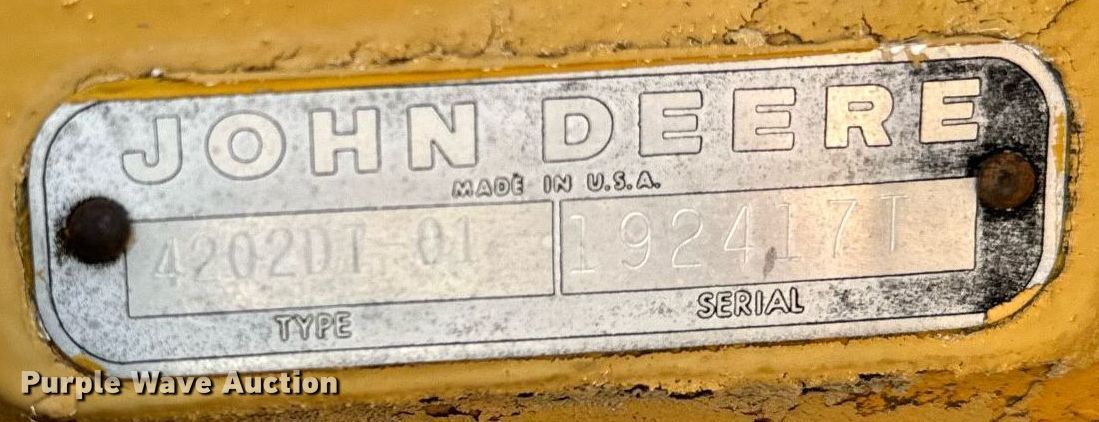 JOHN DEERE
MADE IN U.S.A.
4202DT-01 192417T
TYPE SERIAL
Purple Wave Auction